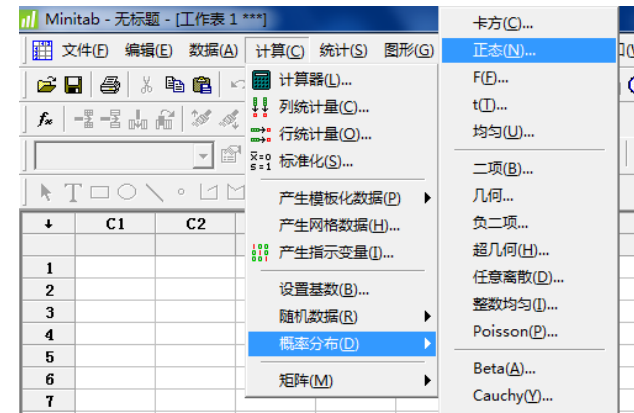 Minitab - 无标题 - [工作表 1 ***]
文件(F) 编辑(E) 数据(A) 计算(C) 统计(S) 图形(G)
计算器(L)...
列统计量(C)...
行统计量(O)...
标准化(S)...
产生模板化数据(P)
产生网格数据(H)...
产生指示变量(I)...
设置基数(B)...
随机数据(R)
概率分布(D)
矩阵(M)
卡方(C)...
正态(N)...
F(F)...
t(T)...
均匀(U)...
二项(B)...
几何...
负二项...
超几何(H)...
任意离散(D)...
整数均匀(I)...
Poisson(P)...
Beta(A)...
Cauchy(Y)...
C1 C2
1
2
3
4
5
6
7